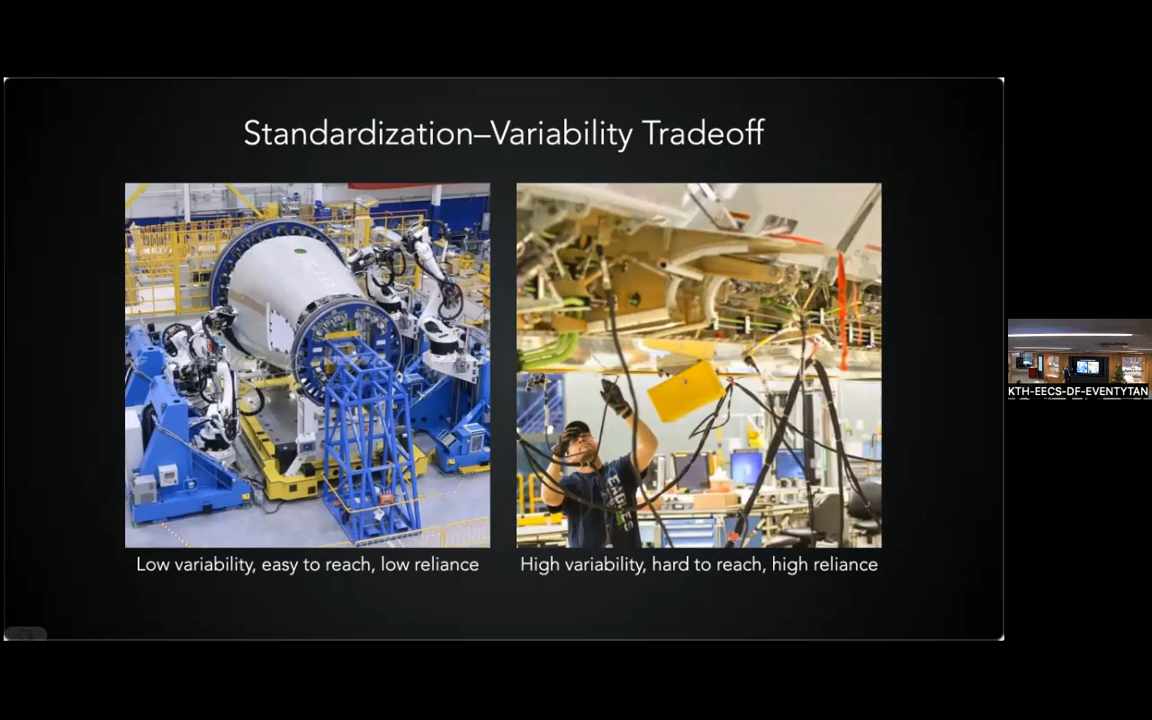 Standardization–Variability Tradeoff
Low variability, easy to reach, low reliance
High variability, hard to reach, high reliance
EAGLES
KTH-EECS-DF-EVENTYTAN